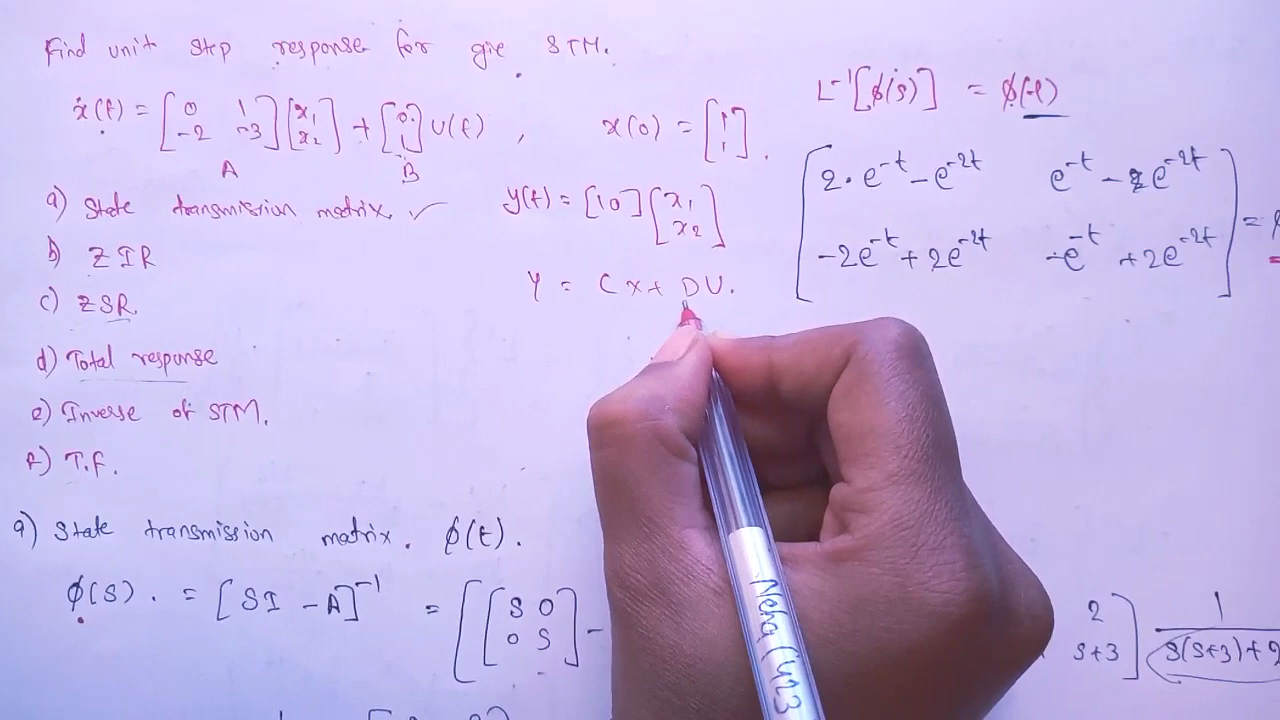 Find unit step response for give STM.
ẋ(t) = [0 1; -2 -3] [x₁; x₂] + [0; 1] U(t) , x(0) = [1; 1].
A B
a) State transmission matrix. ✓
y(t) = [1 0] [x₁; x₂]
b) ZIR
Y = CX + DU.
c) ZSR.
d) Total response
e) Inverse of STM.
f) T.F.
L⁻¹[ϕ(s)] = ϕ(t)
[2·e⁻ᵗ - e⁻²ᵗ e⁻ᵗ - e⁻²ᵗ; -2e⁻ᵗ + 2e⁻²ᵗ -e⁻ᵗ + 2e⁻²ᵗ] =
a) State transmission matrix. ϕ(t).
ϕ(s). = [SI - A]⁻¹ = [[S 0; 0 S] -
2
S+3] 1
S(S+3)+2
Neha (423